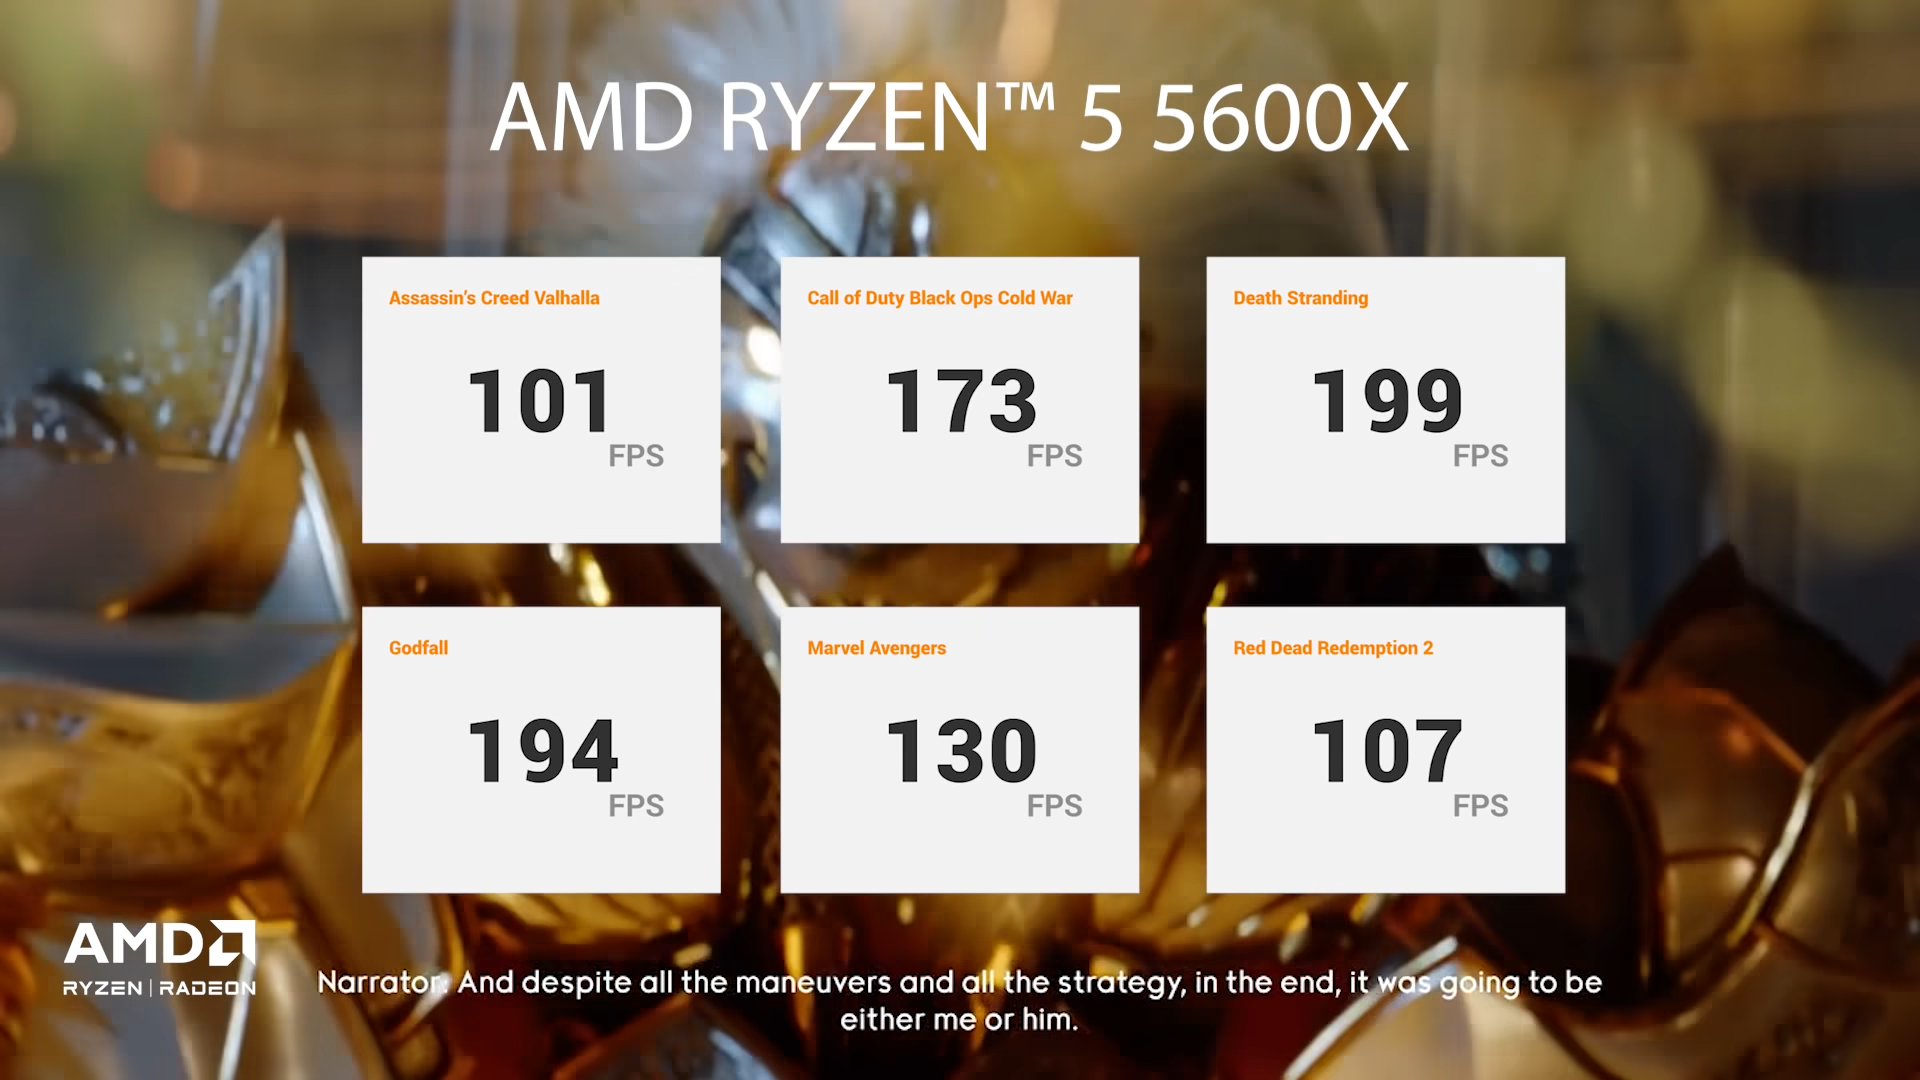 AMD RYZEN™ 5 5600X
Assassin's Creed Valhalla
101
FPS
Call of Duty Black Ops Cold War
173
FPS
Death Stranding
199
FPS
Godfall
194
FPS
Marvel Avengers
130
FPS
Red Dead Redemption 2
107
FPS
AMD
RYZEN | RADEON
Narrator: And despite all the maneuvers and all the strategy, in the end, it was going to be
either me or him.